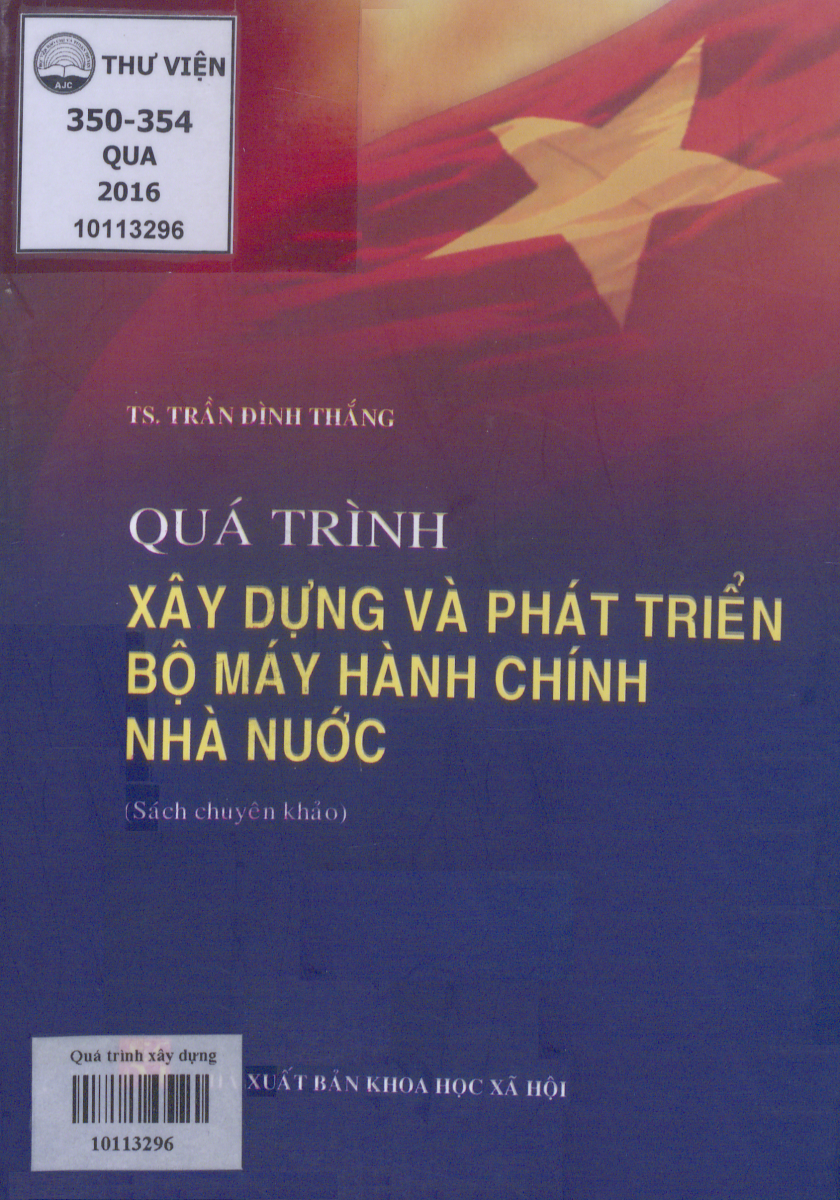 THƯ VIỆN
AJC
350-354
QUA
2016
10113296
TS. TRẦN ĐÌNH THẮNG
QUÁ TRÌNH
XÂY DỰNG VÀ PHÁT TRIỂN
BỘ MÁY HÀNH CHÍNH
NHÀ NƯỚC
(Sách chuyên khảo)
Quá trình xây dựng
XUẤT BẢN KHOA HỌC XÃ HỘI
10113296